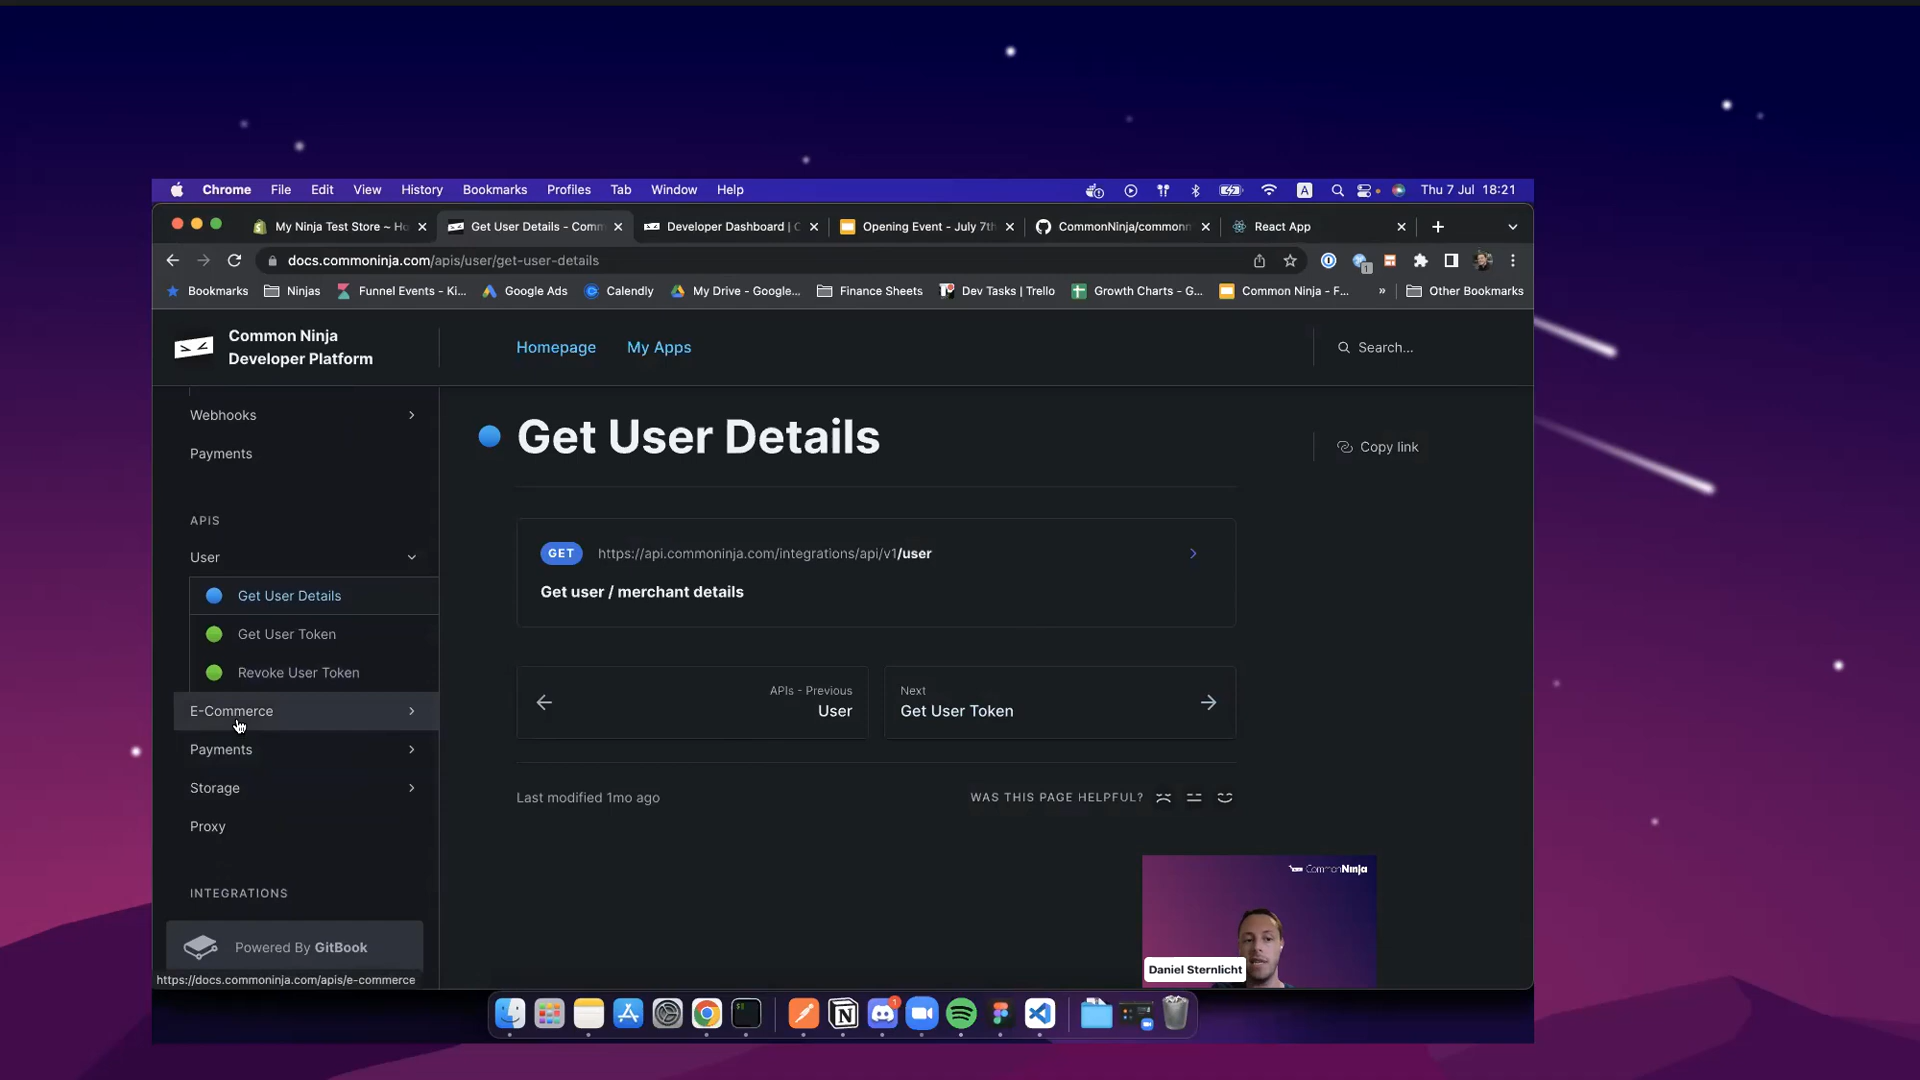 Chrome File Edit View History Bookmarks Profiles Tab Window Help A Thu 7 Jul 18:21
My Ninja Test Store ~ Ho Get User Details - Comm Developer Dashboard | C Opening Event - July 7th CommonNinja/commonn React App
docs.commoninja.com/apis/user/get-user-details 1
Bookmarks Ninjas Funnel Events - Ki... Google Ads Calendly My Drive - Google... Finance Sheets Dev Tasks | Trello Growth Charts - G... Common Ninja - F... » Other Bookmarks
Common Ninja
Developer Platform
Homepage My Apps Search...
Webhooks
Payments
APIS
User
Get User Details
Get User Token
Revoke User Token
E-Commerce
Payments
Storage
Proxy
INTEGRATIONS
Powered By GitBook
https://docs.commoninja.com/apis/e-commerce
Get User Details
Copy link
GET https://api.commoninja.com/integrations/api/v1/user
Get user / merchant details
APIs - Previous
User
Next
Get User Token
Last modified 1mo ago WAS THIS PAGE HELPFUL?
CommonNinja
Daniel Sternlicht
1